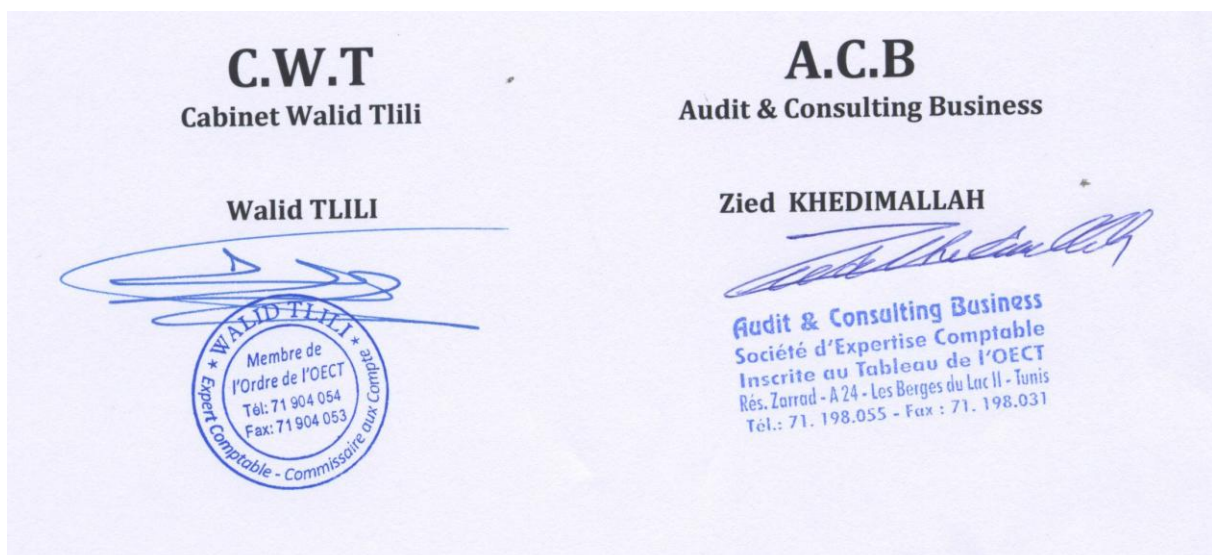 C.W.T
Cabinet Walid Tlili
Walid TLILI
★ WALID TLILI ★
Expert Comptable - Commissaire aux Compte
Membre de
l'Ordre de l'OECT
Tél: 71 904 054
Fax: 71 904 053
A.C.B
Audit & Consulting Business
Zied KHEDIMALLAH
Audit & Consulting Business
Société d'Expertise Comptable
Inscrite au Tableau de l'OECT
Rés. Zarrad - A 24 - Les Berges du Lac II - Tunis
Tél.: 71. 198.055 - Fax : 71. 198.031